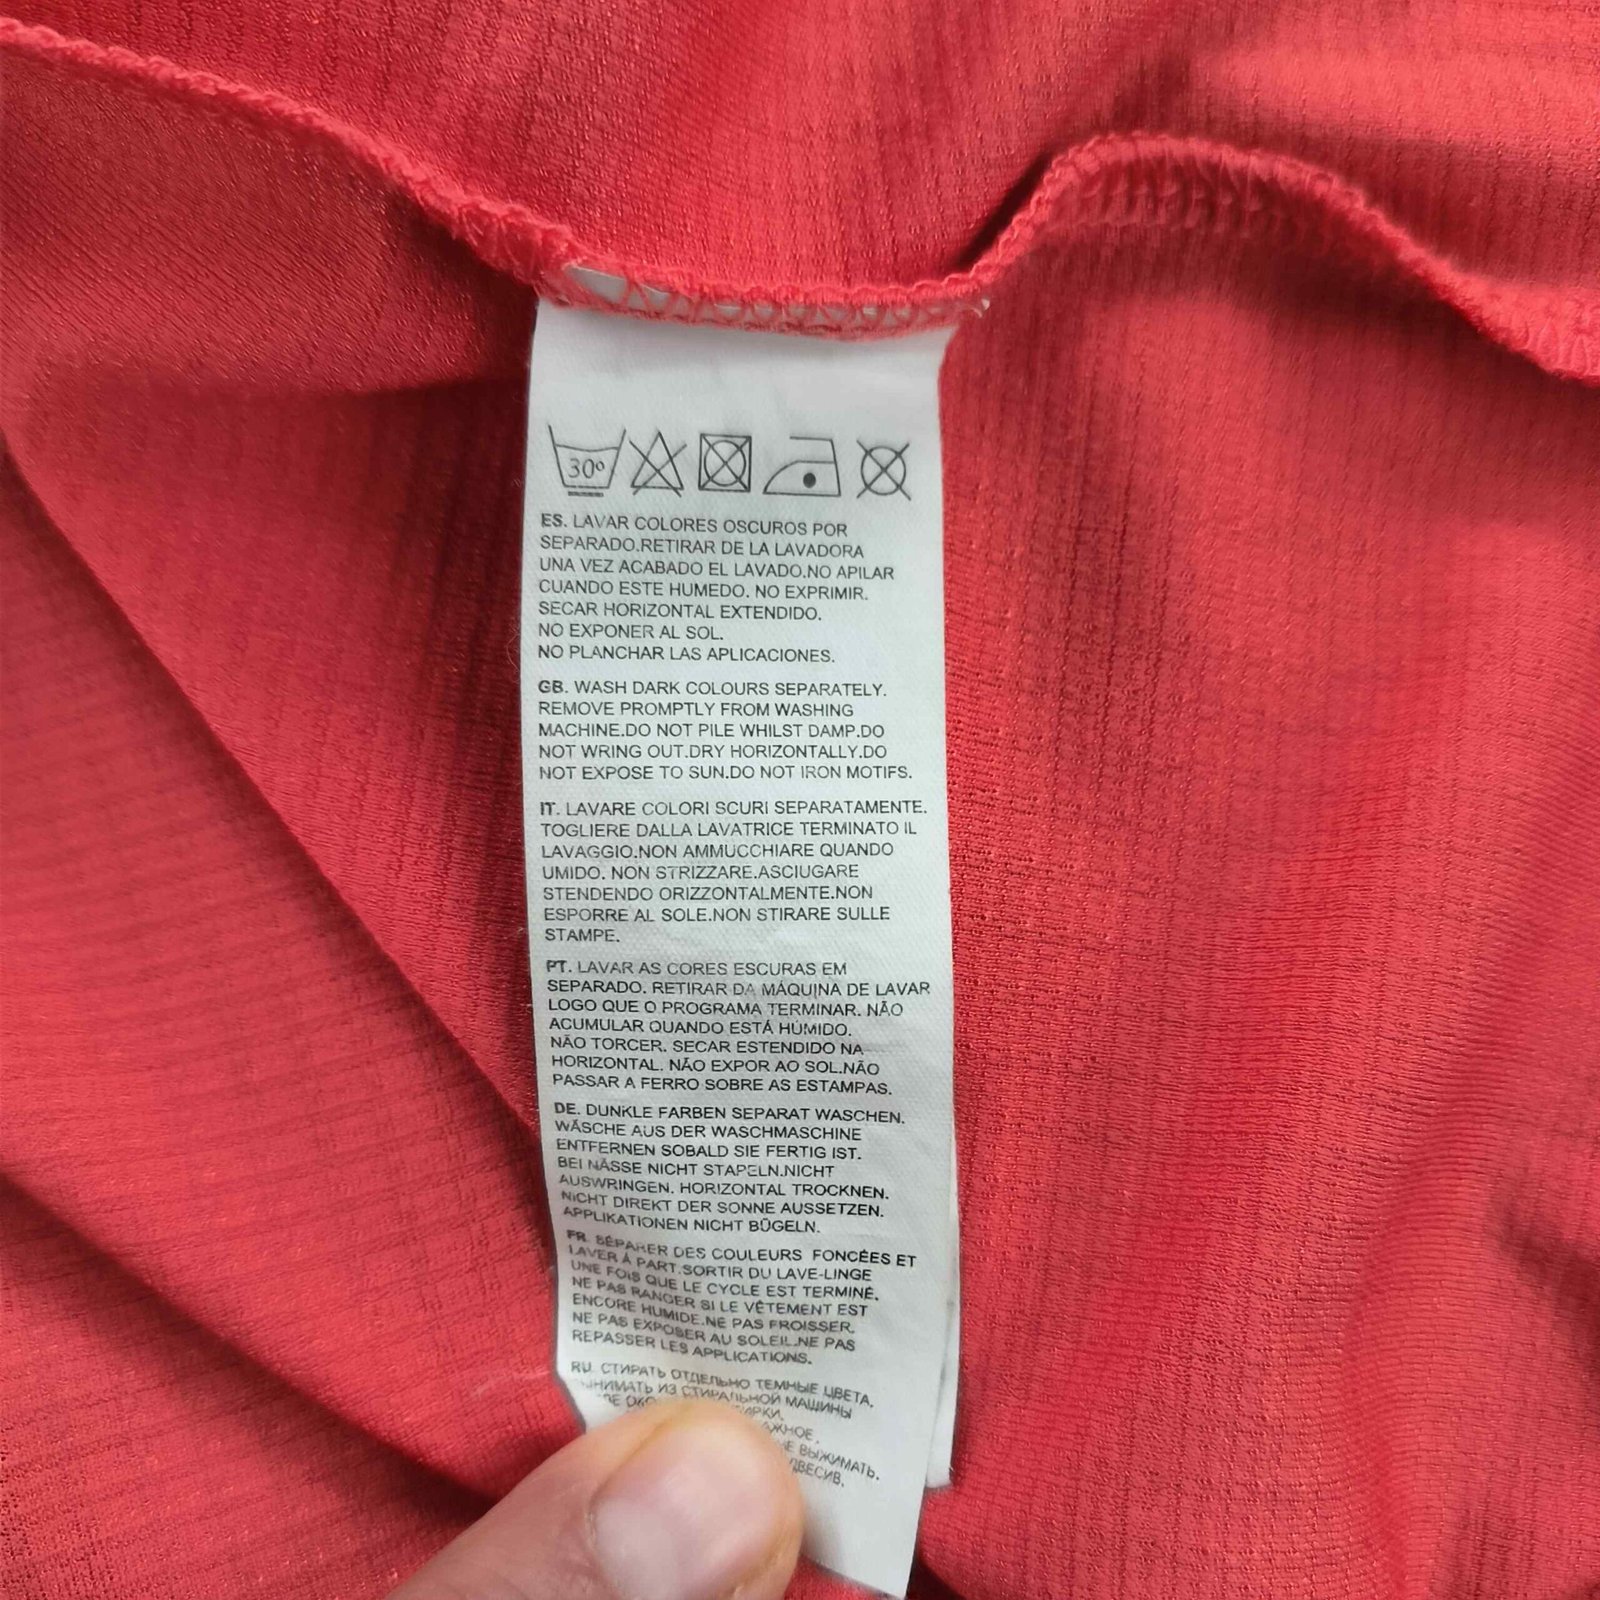 30°
ES. LAVAR COLORES OSCUROS POR
SEPARADO.RETIRAR DE LA LAVADORA
UNA VEZ ACABADO EL LAVADO.NO APILAR
CUANDO ESTE HUMEDO. NO EXPRIMIR.
SECAR HORIZONTAL EXTENDIDO.
NO EXPONER AL SOL.
NO PLANCHAR LAS APLICACIONES.
GB. WASH DARK COLOURS SEPARATELY.
REMOVE PROMPTLY FROM WASHING
MACHINE.DO NOT PILE WHILST DAMP.DO
NOT WRING OUT.DRY HORIZONTALLY.DO
NOT EXPOSE TO SUN.DO NOT IRON MOTIFS.
IT. LAVARE COLORI SCURI SEPARATAMENTE.
TOGLIERE DALLA LAVATRICE TERMINATO IL
LAVAGGIO.NON AMMUCCHIARE QUANDO
UMIDO. NON STRIZZARE.ASCIUGARE
STENDENDO ORIZZONTALMENTE.NON
ESPORRE AL SOLE.NON STIRARE SULLE
STAMPE.
PT. LAVAR AS CORES ESCURAS EM
SEPARADO. RETIRAR DA MÁQUINA DE LAVAR
LOGO QUE O PROGRAMA TERMINAR. NÃO
ACUMULAR QUANDO ESTÁ HÚMIDO.
NÃO TORCER. SECAR ESTENDIDO NA
HORIZONTAL. NÃO EXPOR AO SOL.NÃO
PASSAR A FERRO SOBRE AS ESTAMPAS.
DE. DUNKLE FARBEN SEPARAT WASCHEN.
WÄSCHE AUS DER WASCHMASCHINE
ENTFERNEN SOBALD SIE FERTIG IST.
BEI NÄSSE NICHT STAPELN.NICHT
AUSWRINGEN. HORIZONTAL TROCKNEN.
NICHT DIREKT DER SONNE AUSSETZEN.
APPLIKATIONEN NICHT BÜGELN.
FR. SÉPARER DES COULEURS FONCÉES ET
LAVER À PART.SORTIR DU LAVE-LINGE
UNE FOIS QUE LE CYCLE EST TERMINÉ.
NE PAS RANGER SI LE VÊTEMENT EST
ENCORE HUMIDE.NE PAS FROISSER.
NE PAS EXPOSER AU SOLEIL.NE PAS
REPASSER LES APPLICATIONS.
RU. СТИРАТЬ ОТДЕЛЬНО ТЕМНЫЕ ЦВЕТА.
ИЗ СТИРАЛЬНОЙ МАШИНЫ
ВЫЖИМАТЬ.